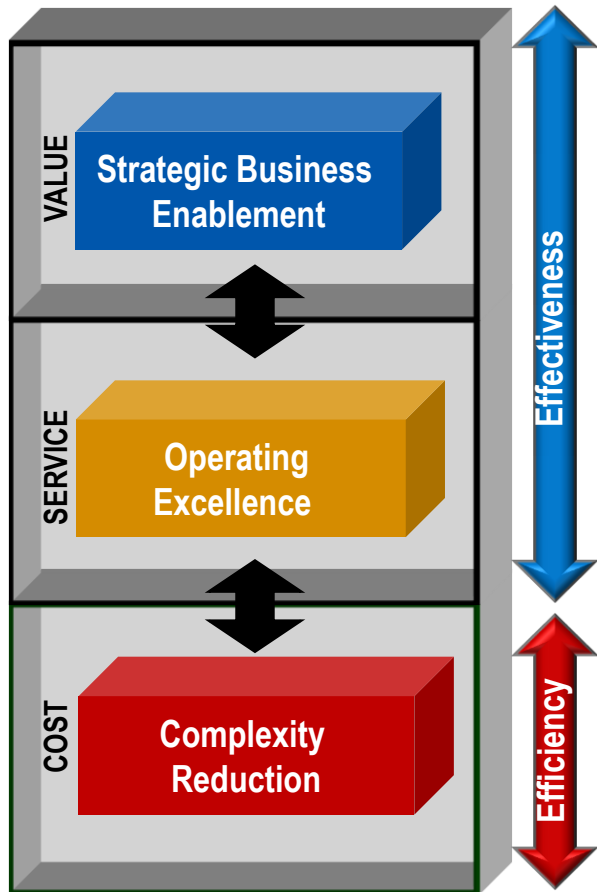 VALUE
Strategic Business
Enablement
SERVICE
Operating
Excellence
COST
Complexity
Reduction
Effectiveness
Efficiency